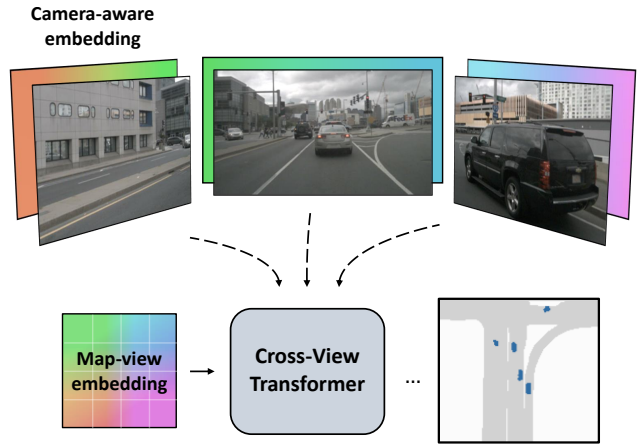 Camera-aware
embedding
Map-view
embedding
Cross-View
Transformer
...